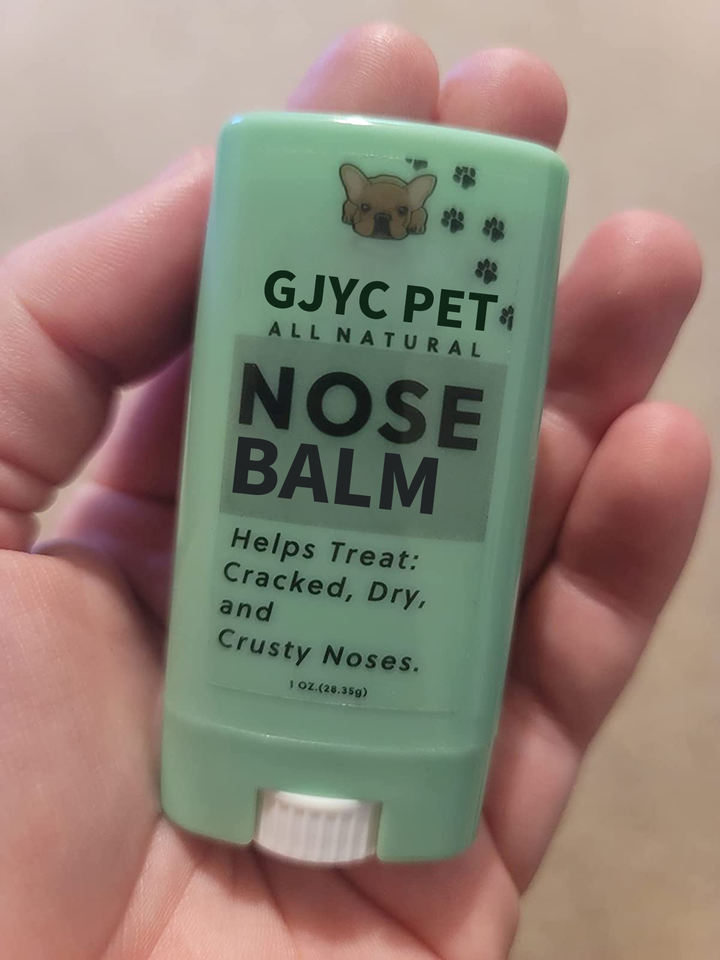 GJYC PET
ALL NATURAL
NOSE
BALM
Helps Treat:
Cracked, Dry,
and
Crusty Noses.
1 OZ.(28.35g)